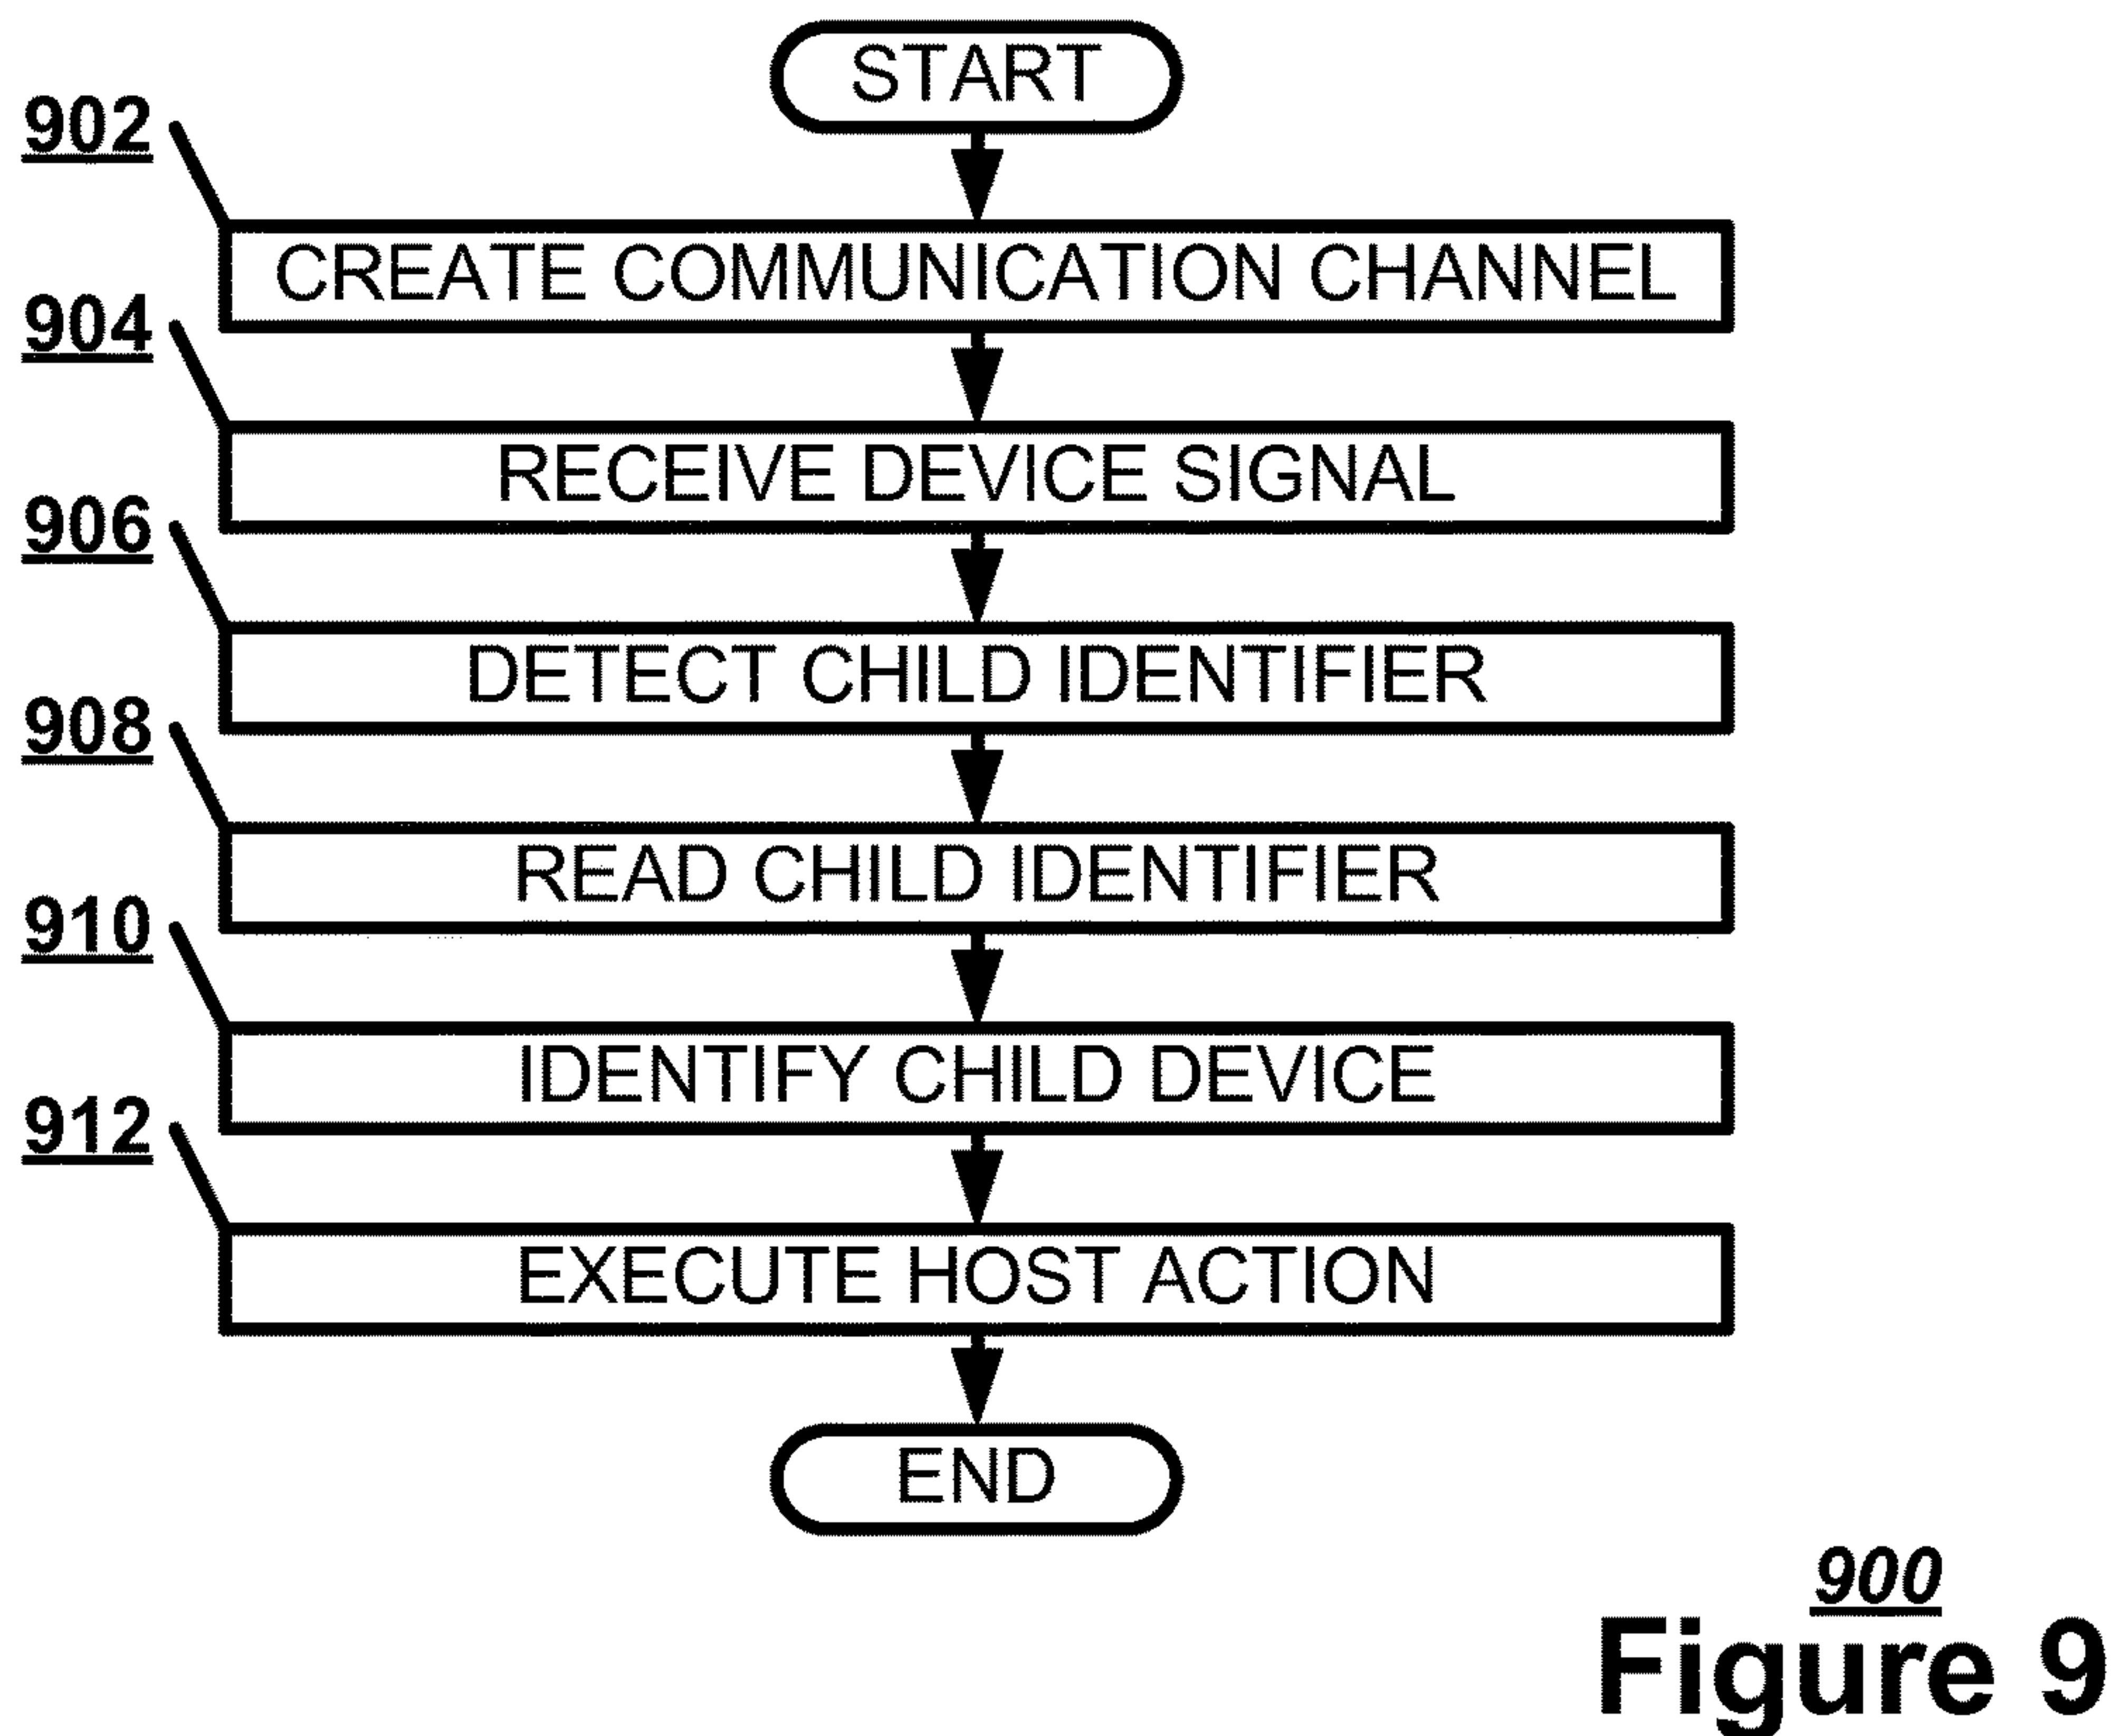 START
902
CREATE COMMUNICATION CHANNEL
904
RECEIVE DEVICE SIGNAL
906
DETECT CHILD IDENTIFIER
908
READ CHILD IDENTIFIER
910
IDENTIFY CHILD DEVICE
912
EXECUTE HOST ACTION
END
900
Figure 9